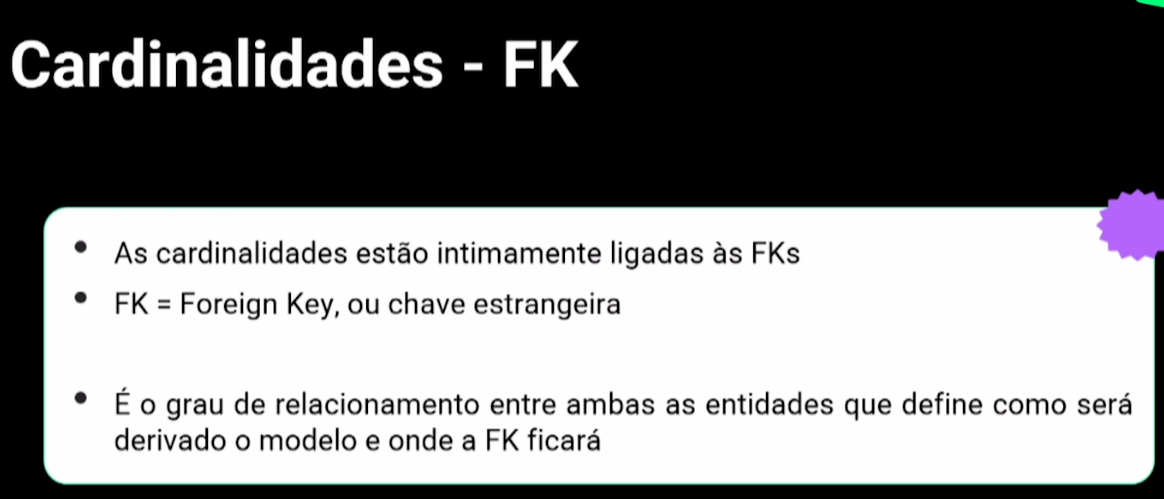 Cardinalidades - FK
• As cardinalidades estão intimamente ligadas às FKs
• FK = Foreign Key, ou chave estrangeira
• É o grau de relacionamento entre ambas as entidades que define como será
derivado o modelo e onde a FK ficará